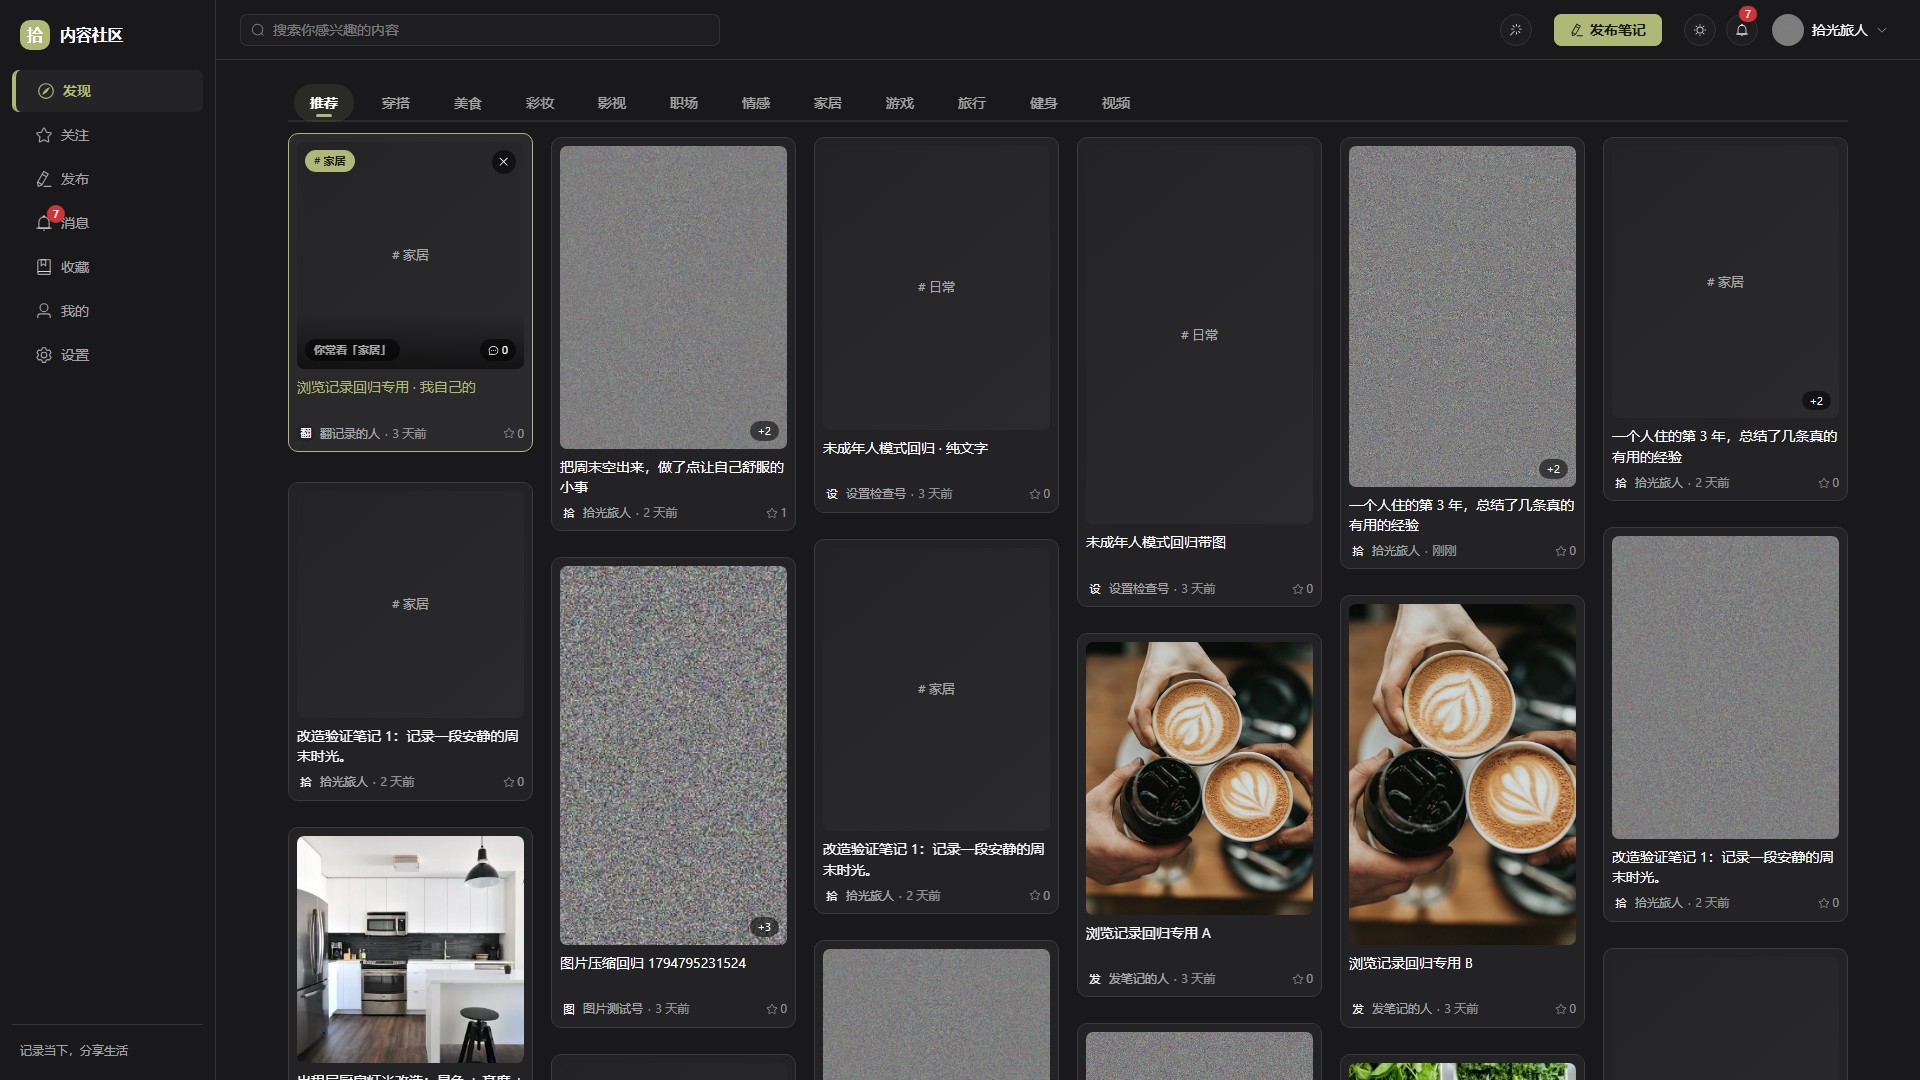 拾 内容社区
发现
关注
发布
7
消息
收藏
我的
设置
记录当下，分享生活
搜索你感兴趣的内容
发布笔记
7
拾光旅人
推荐 穿搭 美食 彩妆 影视 职场 情感 家居 游戏 旅行 健身 视频
# 家居
# 家居
你常看「家居」
0
浏览记录回归专用 · 我自己的
翻 翻记录的人 · 3 天前 0
# 家居
改造验证笔记 1：记录一段安静的周
末时光。
拾 拾光旅人 · 2 天前 0
+2
把周末空出来，做了点让自己舒服的
小事
拾 拾光旅人 · 2 天前 1
+3
图片压缩回归 1794795231524
图 图片测试号 · 3 天前 0
# 日常
未成年人模式回归 · 纯文字
设 设置检查号 · 3 天前 0
# 家居
改造验证笔记 1：记录一段安静的周
末时光。
拾 拾光旅人 · 2 天前 0
# 日常
未成年人模式回归带图
设 设置检查号 · 3 天前 0
浏览记录回归专用 A
发 发笔记的人 · 3 天前 0
+2
一个人住的第 3 年，总结了几条真的
有用的经验
拾 拾光旅人 · 刚刚 0
浏览记录回归专用 B
发 发笔记的人 · 3 天前 0
# 家居
+2
一个人住的第 3 年，总结了几条真的
有用的经验
拾 拾光旅人 · 2 天前 0
改造验证笔记 1：记录一段安静的周
末时光。
拾 拾光旅人 · 2 天前 0